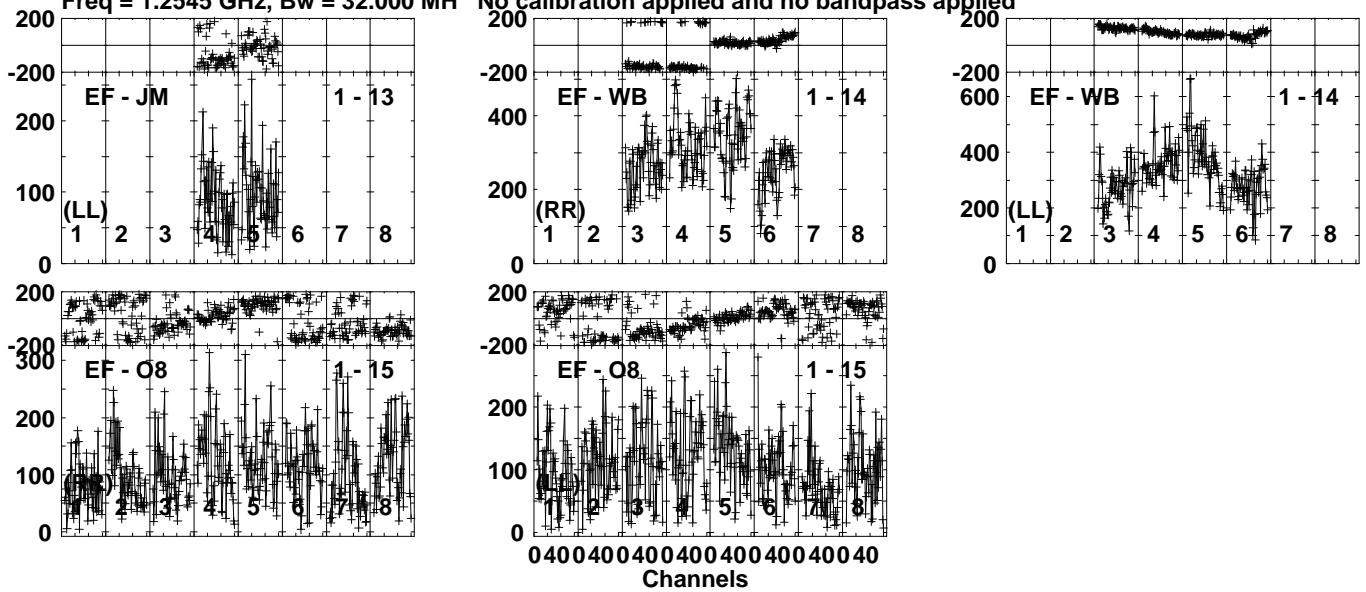 Freq = 1.2545 GHz, Bw = 32.000 MH No calibration applied and no bandpass applied
200
-200
EF - JM 1 - 13
200
100
(LL)
1 2 3 4 5 6 7 8
0
200
-200
EF - WB 1 - 14
400
200
(RR)
1 2 3 4 5 6 7 8
0
200
-200
600
EF - WB 1 - 14
400
200
(LL)
1 2 3 4 5 6 7 8
0
200
-200
300
EF - O8 1 - 15
200
100
(RR)
1 2 3 4 5 6 7 8
0
200
-200
EF - O8 1 - 15
200
100
(LL)
1 2 3 4 5 6 7 8
0
0 40 0 40 0 40 0 40 0 40 0 40 0 40 0 40
Channels